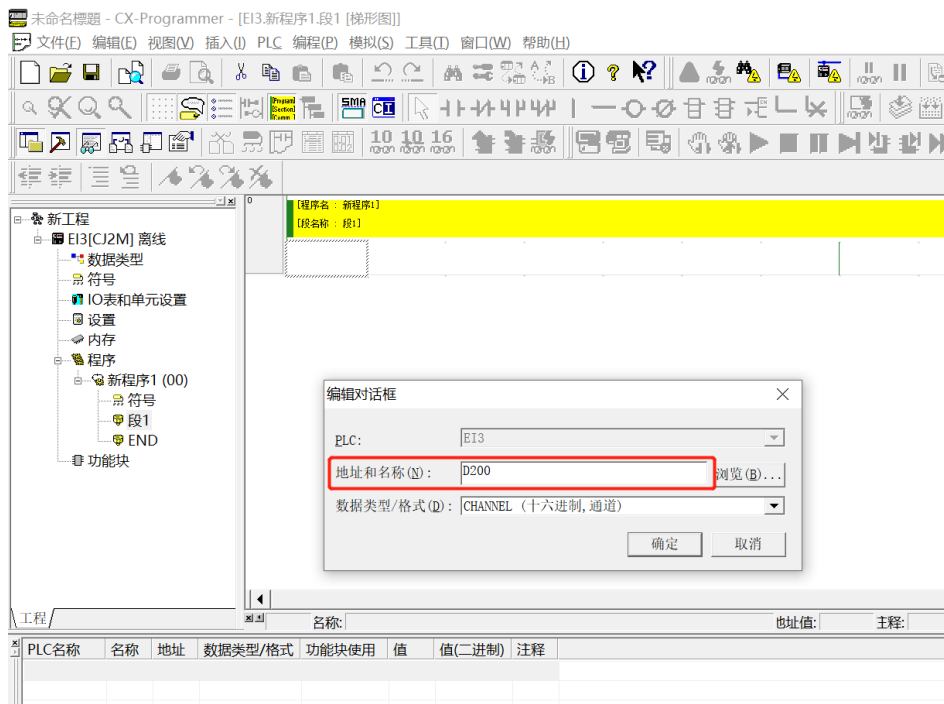 未命名標題 - CX-Programmer - [EI3.新程序1.段1 [梯形图]]
文件(F) 编辑(E) 视图(V) 插入(I) PLC 编程(P) 模拟(S) 工具(T) 窗口(W) 帮助(H)
SMA
CI
10 10 16
0
[程序名 : 新程序1]
[段名称 : 段1]
新工程
EI3[CJ2M] 离线
数据类型
符号
IO表和单元设置
设置
内存
程序
新程序1 (00)
符号
段1
END
功能块
编辑对话框
PLC: EI3
地址和名称(N): D200 浏览(B)...
数据类型/格式(D): CHANNEL (十六进制,通道)
确定 取消
工程
名称: 地址值: 注释:
PLC名称 名称 地址 数据类型/格式 功能块使用 值 值(二进制) 注释